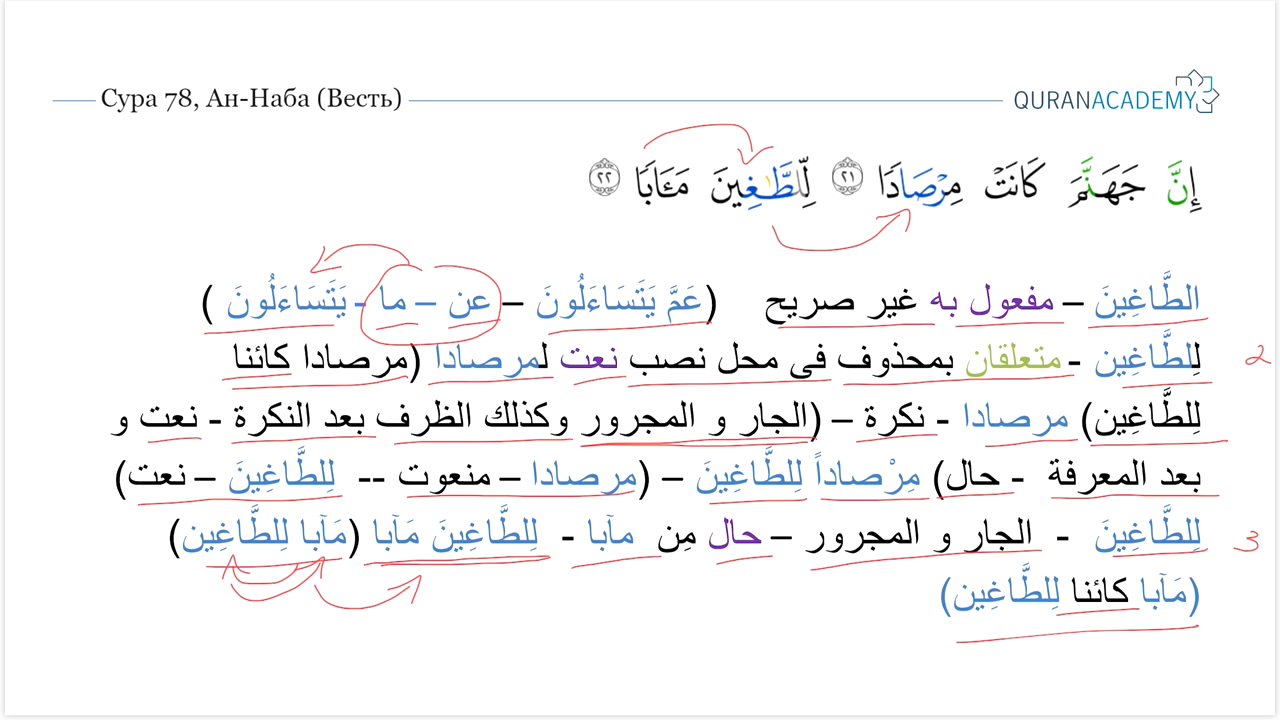 Сура 78, Ан-Наба (Весть)
QURANACADEMY
إِنَّ جَهَنَّمَ كَانَتْ مِرْصَادًا ٢١ لِّلطَّـٰغِينَ مَـَٔابًا ٢٢
الطَّاغِينَ – مفعول به غير صريح (عَمَّ يَتَسَاءَلُونَ – عن – ما - يَتَسَاءَلُونَ )
لِلطَّاغِين - متعلقان بمحذوف في محل نصب نعت لمرصادا (مرصادا كائنا 2
لِلطَّاغِين) مرصادا - نكرة – (الجار و المجرور وكذلك الظرف بعد النكرة - نعت و
بعد المعرفة - حال) مِرْصاداً لِلطَّاغِينَ – (مرصادا – منعوت -- لِلطَّاغِينَ – نعت)
لِلطَّاغِينَ - الجار و المجرور – حال مِن مآبا - لِلطَّاغِينَ مَآبا (مَآبا لِلطَّاغِين) 3
(مَآبا كائنا لِلطَّاغِين)